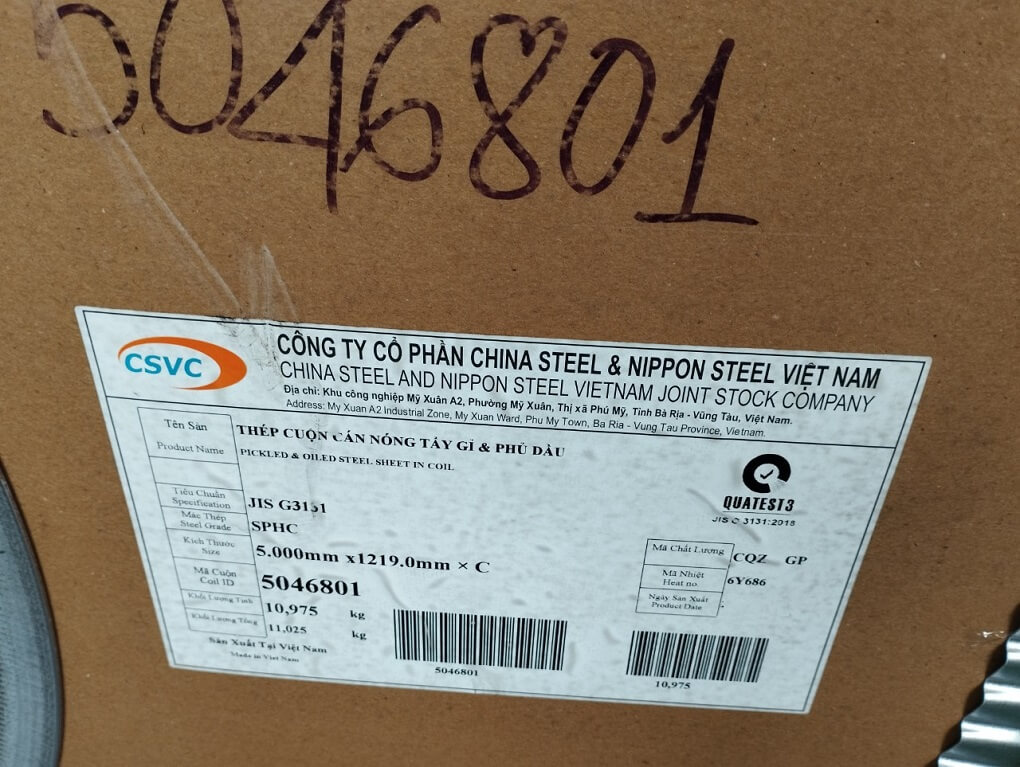 5046801
CSVC
CÔNG TY CỔ PHẦN CHINA STEEL & NIPPON STEEL VIỆT NAM
CHINA STEEL AND NIPPON STEEL VIETNAM JOINT STOCK COMPANY
Địa chỉ: Khu công nghiệp Mỹ Xuân A2, Phường Mỹ Xuân, Thị xã Phú Mỹ, Tỉnh Bà Rịa - Vũng Tàu, Việt Nam.
Address: My Xuan A2 Industrial Zone, My Xuan Ward, Phu My Town, Ba Ria - Vung Tau Province, Vietnam.
Tên Sản THÉP CUỘN CÁN NÓNG TẨY GỈ & PHỦ DẦU
Product Name PICKLED & OILED STEEL SHEET IN COIL
QUATEST3
JIS G 3131:2018
Tiêu Chuẩn
Specification JIS G3131
Mác Thép
Steel Grade SPHC
Kích Thước
Size 5.000mm x1219.0mm × C
Mã Chất Lượng CQZ GP
Mã Cuộn
Coil ID 5046801
Mã Nhiệt
Heat no. 6Y686
Khối Lượng Tịnh 10,975 kg
Ngày Sản Xuất
Product Date :
Khối Lượng Tổng 11,025 kg
Sản Xuất Tại Việt Nam
Made in Viet Nam
5046801
10,975